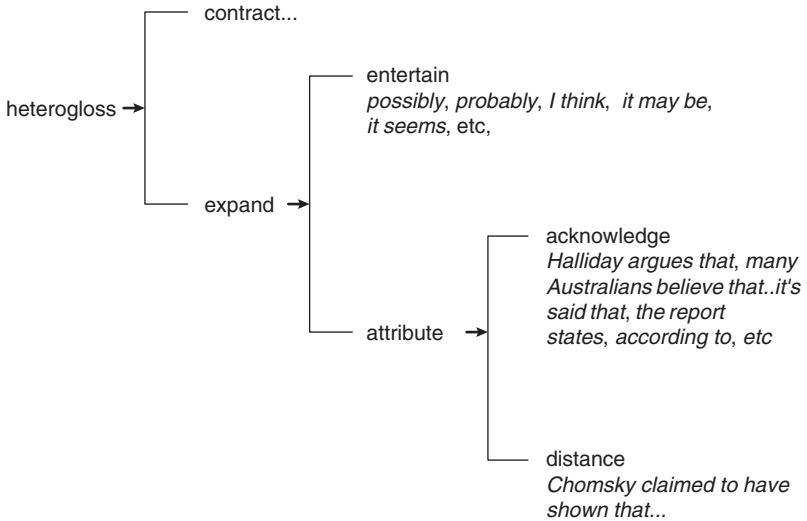 contract...
entertain
possibly, probably, I think, it may be,
it seems, etc,
heterogloss
expand
acknowledge
Halliday argues that, many
Australians believe that..it's
said that, the report
states, according to, etc
attribute
distance
Chomsky claimed to have
shown that...